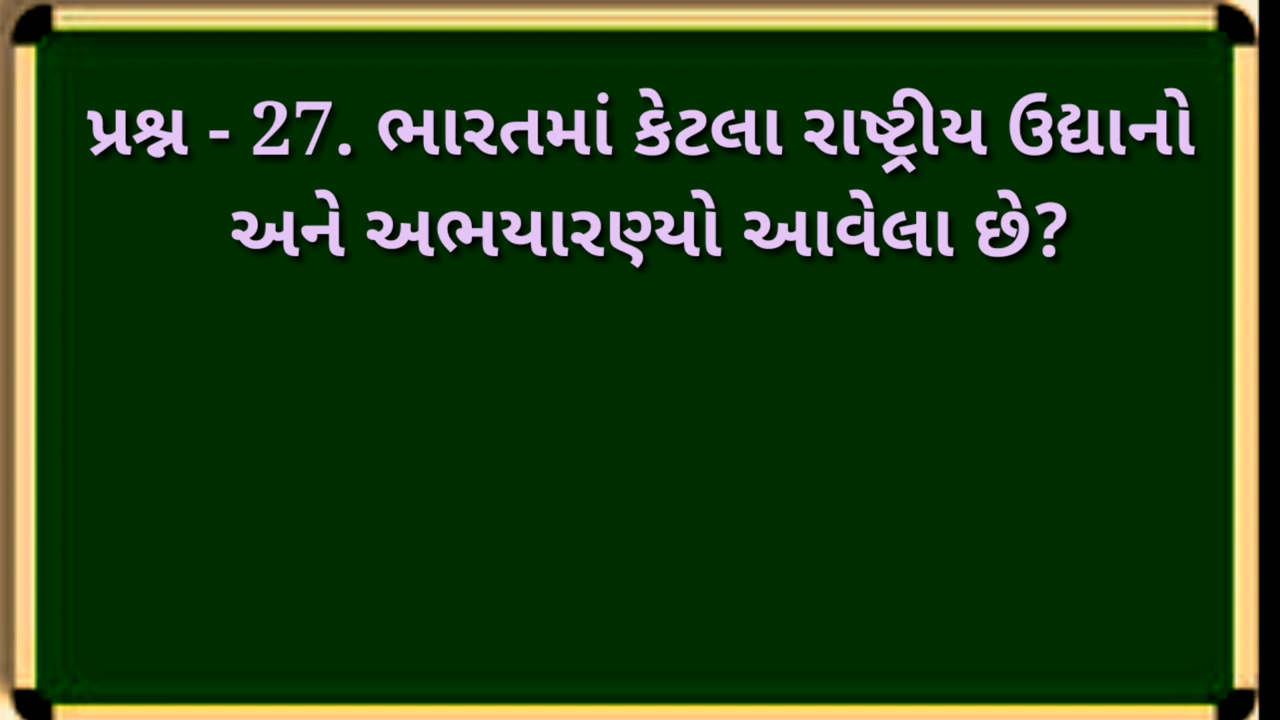 પ્રશ્ન - 27. ભારતમાં કેટલા રાષ્ટ્રીય ઉદ્યાનો
અને અભયારણ્યો આવેલા છે?